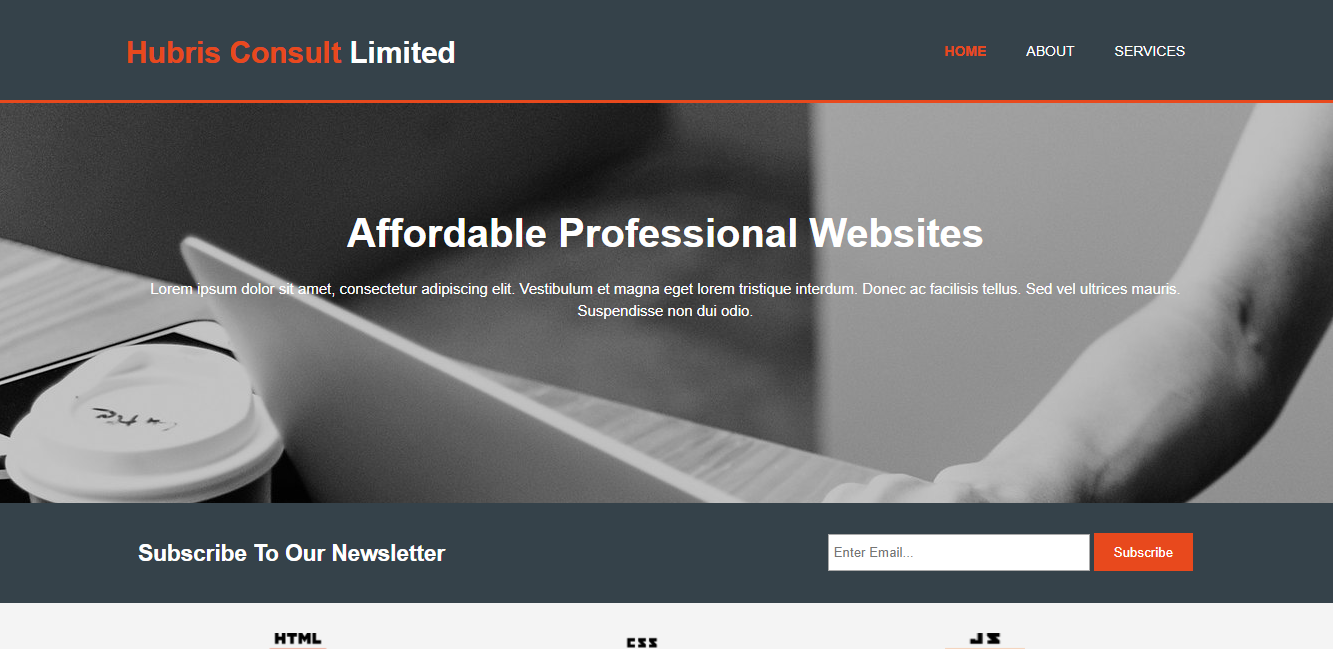 Hubris Consult Limited
HOME ABOUT SERVICES
Affordable Professional Websites
Lorem ipsum dolor sit amet, consectetur adipiscing elit. Vestibulum et magna eget lorem tristique interdum. Donec ac facilisis tellus. Sed vel ultrices mauris.
Suspendisse non dui odio.
Subscribe To Our Newsletter
Enter Email... Subscribe
HTML CSS JS